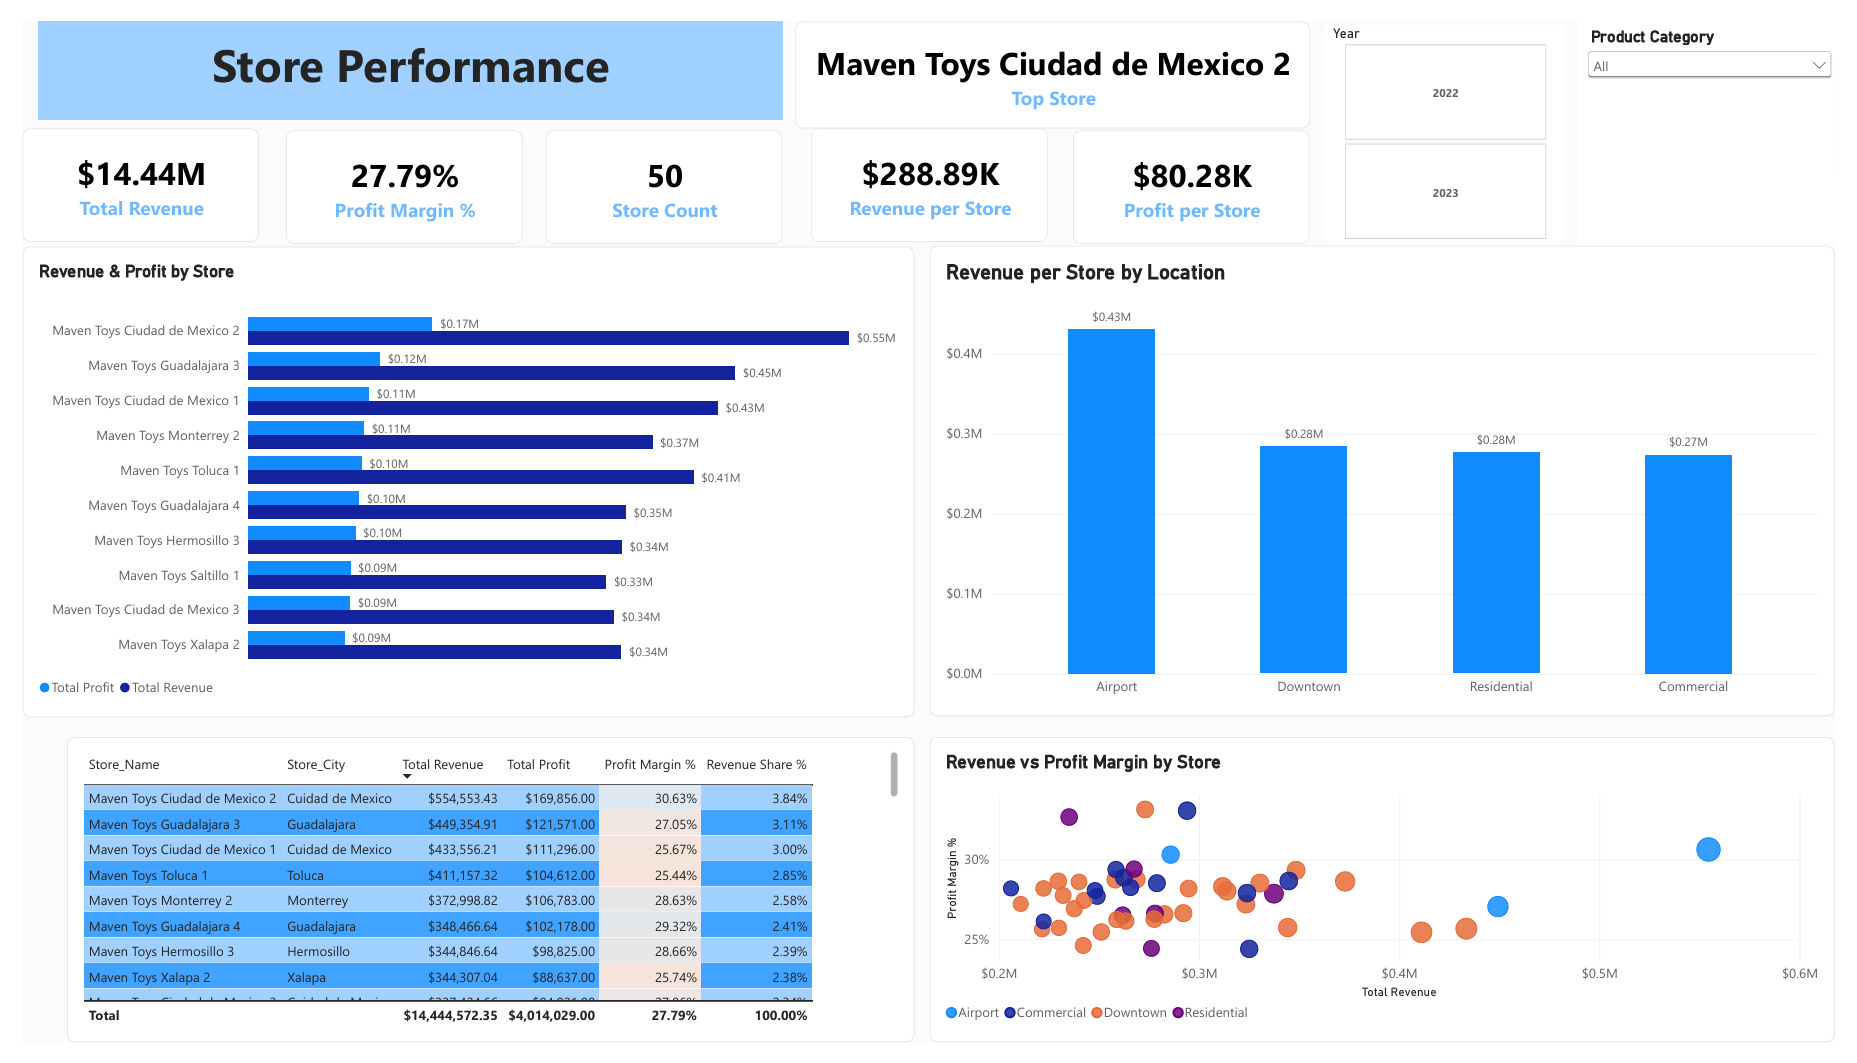 Store Performance
Maven Toys Ciudad de Mexico 2
Top Store
Year
2022
2023
Product Category
All
$14.44M
Total Revenue
27.79%
Profit Margin %
50
Store Count
$288.89K
Revenue per Store
$80.28K
Profit per Store
Revenue & Profit by Store
Maven Toys Ciudad de Mexico 2 $0.17M $0.55M
Maven Toys Guadalajara 3 $0.12M $0.45M
Maven Toys Ciudad de Mexico 1 $0.11M $0.43M
Maven Toys Monterrey 2 $0.11M $0.37M
Maven Toys Toluca 1 $0.10M $0.41M
Maven Toys Guadalajara 4 $0.10M $0.35M
Maven Toys Hermosillo 3 $0.10M $0.34M
Maven Toys Saltillo 1 $0.09M $0.33M
Maven Toys Ciudad de Mexico 3 $0.09M $0.34M
Maven Toys Xalapa 2 $0.09M $0.34M
Total Profit Total Revenue
Revenue per Store by Location
$0.4M
$0.3M
$0.2M
$0.1M
$0.0M
$0.43M
$0.28M
$0.28M
$0.27M
Airport Downtown Residential Commercial
Store_Name Store_City Total Revenue Total Profit Profit Margin % Revenue Share %
Maven Toys Ciudad de Mexico 2 Cuidad de Mexico $554,553.43 $169,856.00 30.63% 3.84%
Maven Toys Guadalajara 3 Guadalajara $449,354.91 $121,571.00 27.05% 3.11%
Maven Toys Ciudad de Mexico 1 Cuidad de Mexico $433,556.21 $111,296.00 25.67% 3.00%
Maven Toys Toluca 1 Toluca $411,157.32 $104,612.00 25.44% 2.85%
Maven Toys Monterrey 2 Monterrey $372,998.82 $106,783.00 28.63% 2.58%
Maven Toys Guadalajara 4 Guadalajara $348,466.64 $102,178.00 29.32% 2.41%
Maven Toys Hermosillo 3 Hermosillo $344,846.64 $98,825.00 28.66% 2.39%
Maven Toys Xalapa 2 Xalapa $344,307.04 $88,637.00 25.74% 2.38%
Total $14,444,572.35 $4,014,029.00 27.79% 100.00%
Revenue vs Profit Margin by Store
Profit Margin %
30%
25%
$0.2M $0.3M $0.4M $0.5M $0.6M
Total Revenue
Airport Commercial Downtown Residential